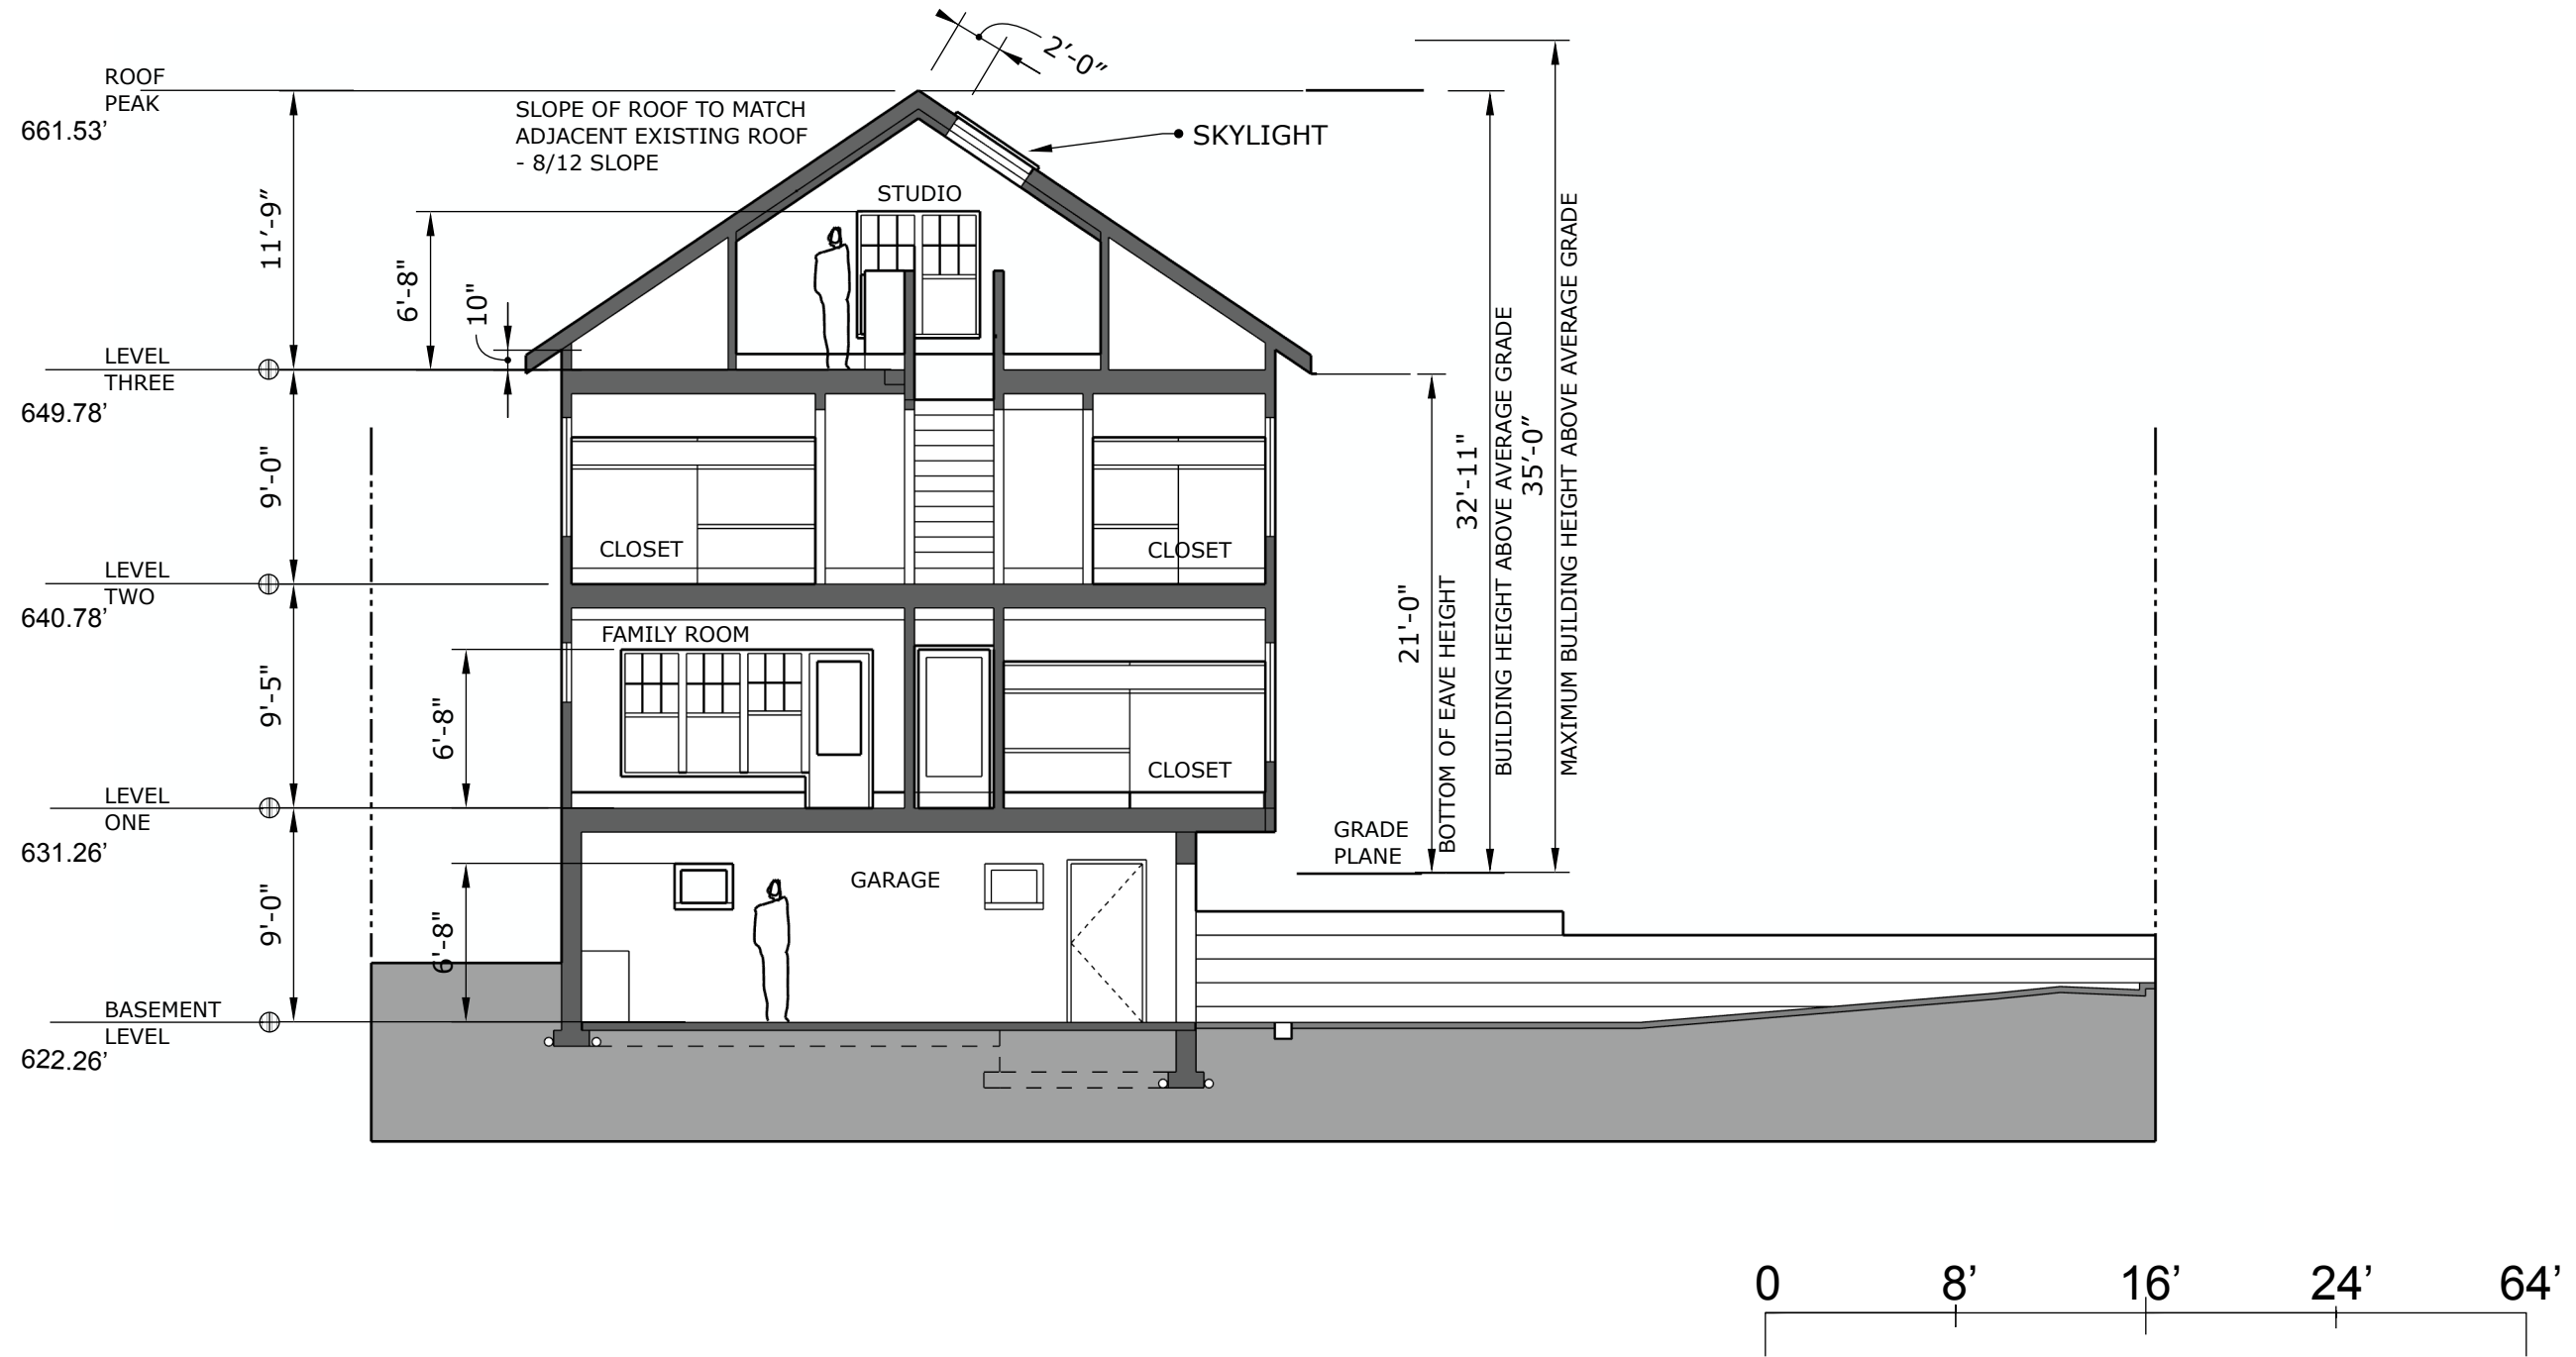 2’-0”
ROOF
PEAK
661.53’
SLOPE OF ROOF TO MATCH
ADJACENT EXISTING ROOF
- 8/12 SLOPE
SKYLIGHT
STUDIO
11’-9”
6'-8"
10"
LEVEL
THREE
649.78’
9'-0"
CLOSET
CLOSET
LEVEL
TWO
640.78’
FAMILY ROOM
9'-5"
6'-8"
CLOSET
LEVEL
ONE
631.26’
GARAGE
9'-0"
6'-8"
BASEMENT
LEVEL
622.26’
GRADE
PLANE
21'-0"
BOTTOM OF EAVE HEIGHT
32'-11"
BUILDING HEIGHT ABOVE AVERAGE GRADE
35’-0”
MAXIMUM BUILDING HEIGHT ABOVE AVERAGE GRADE
0 8’ 16’ 24’ 64’